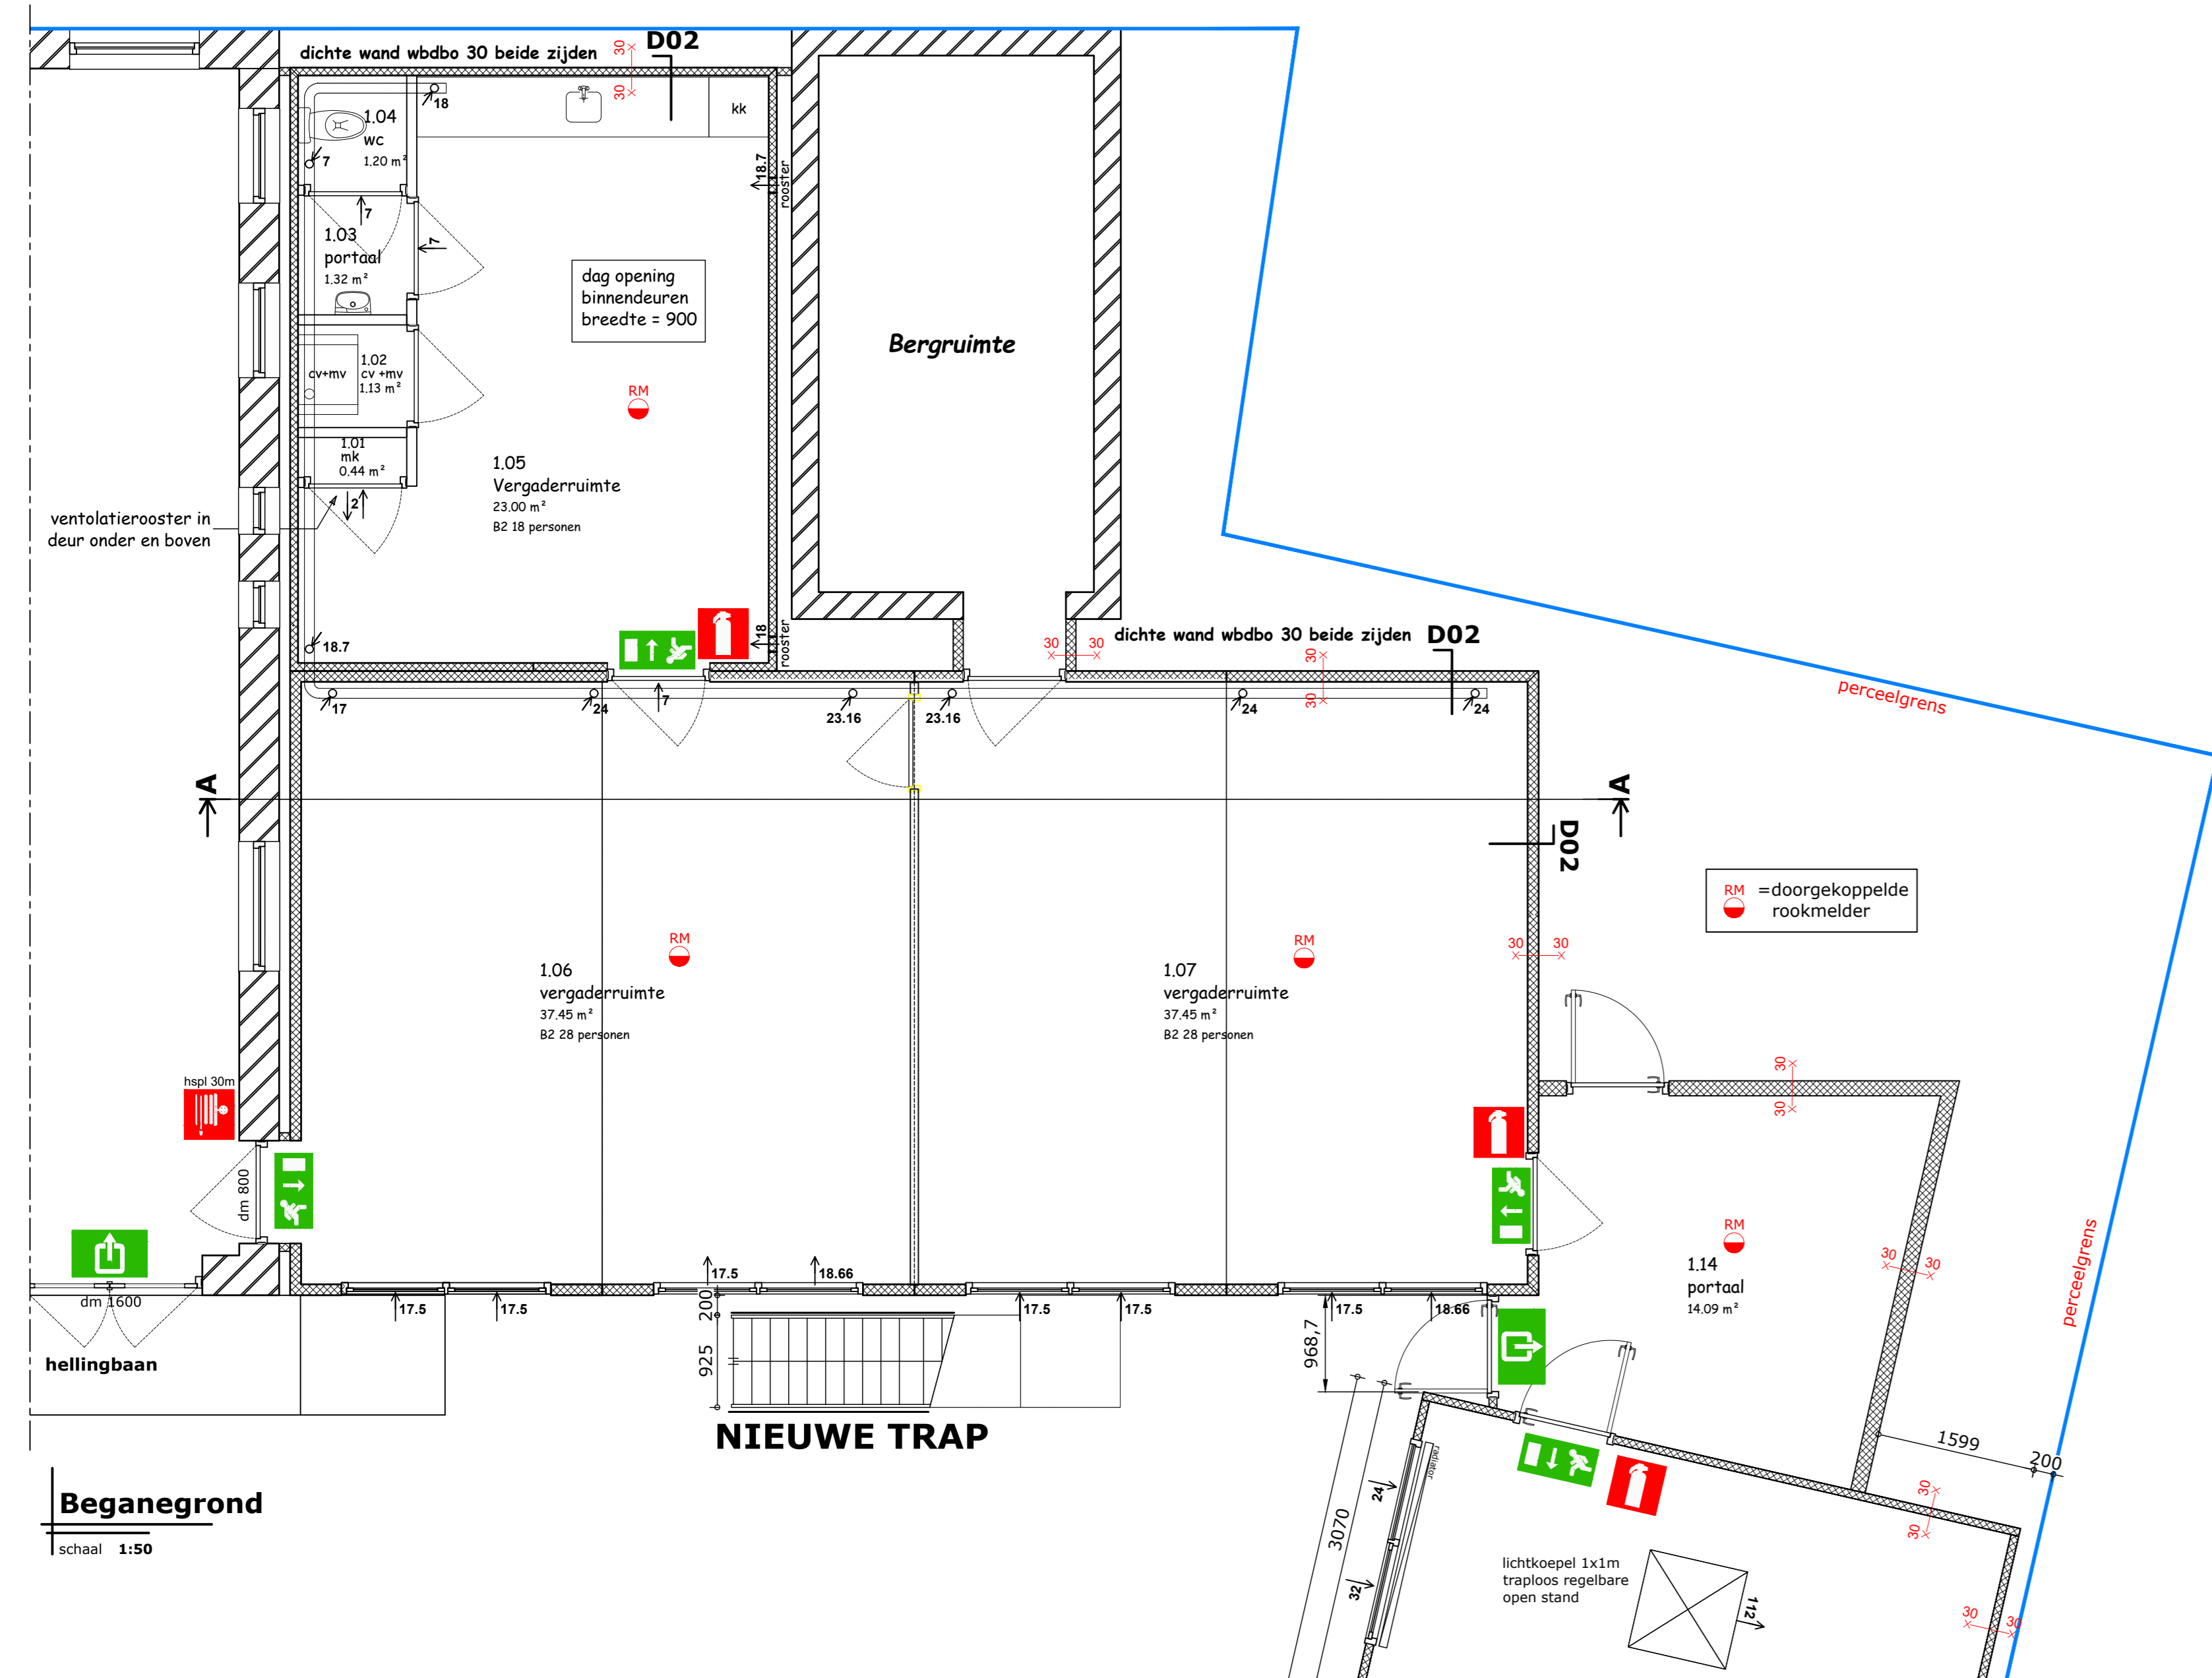 dichte wand wbdbo 30 beide zijden
30
30
D02
18
1.04
wc
1.20 m²
7
kk
18.7
rooster
7
7
1.03
portaal
1.32 m²
dag opening
binnendeuren
breedte = 900
Bergruimte
1.02
cv+mv
cv +mv
1.13 m²
RM
1.01
mk
0.44 m²
2
1.05
Vergaderruimte
23.00 m²
B2 18 personen
ventolatierooster in
deur onder en boven
18.7
18
rooster
30
30
dichte wand wbdbo 30 beide zijden
D02
30
30
perceelgrens
17
24
7
23.16
23.16
24
24
A
A
D02
RM
=doorgekoppelde
rookmelder
RM
RM
30
30
1.06
vergaderruimte
37.45 m²
B2 28 personen
1.07
vergaderruimte
37.45 m²
B2 28 personen
hspl 30m
30
30
dm 800
RM
1.14
portaal
14.09 m²
30
30
perceelgrens
dm 1600
hellingbaan
17.5
18.66
17.5
17.5
200
925
17.5
17.5
17.5
18.66
968,7
NIEUWE TRAP
radiator
1599
200
24
3070
32
30
30
Beganegrond
schaal 1:50
lichtkoepel 1x1m
traploos regelbare
open stand
112
30
30